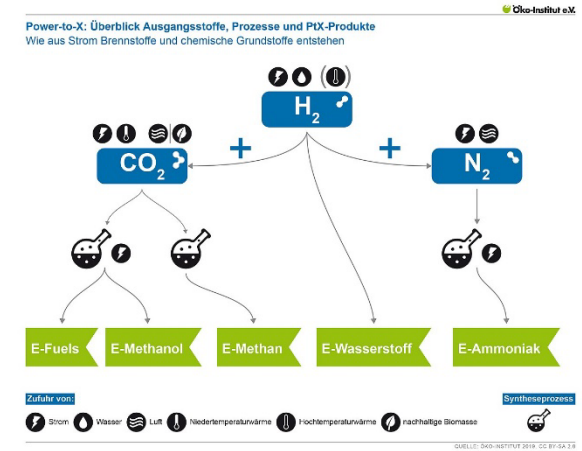 Öko-Institut e.V.
Power-to-X: Überblick Ausgangsstoffe, Prozesse und PtX-Produkte
Wie aus Strom Brennstoffe und chemische Grundstoffe entstehen
H2
+
+
CO2
N2
E-Fuels
E-Methanol
E-Methan
E-Wasserstoff
E-Ammoniak
Zufuhr von:
Syntheseprozess
Strom
Wasser
Luft
Niedertemperaturwärme
Hochtemperaturwärme
nachhaltige Biomasse
QUELLE: ÖKO-INSTITUT 2019, CC BY-SA 2.0